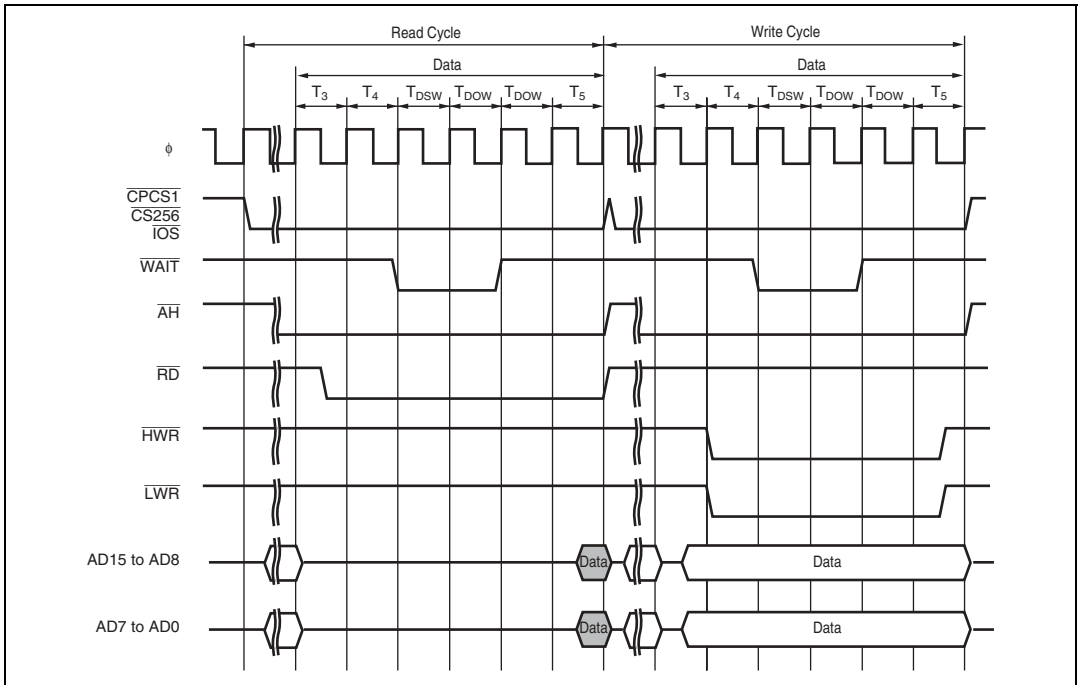 Read Cycle Write Cycle
Data Data
T3 T4 TDSW TDOW TDOW T5 T3 T4 TDSW TDOW TDOW T5
ϕ
CPCS1
CS256
IOS
WAIT
AH
RD
HWR
LWR
AD15 to AD8 Data Data
AD7 to AD0 Data Data